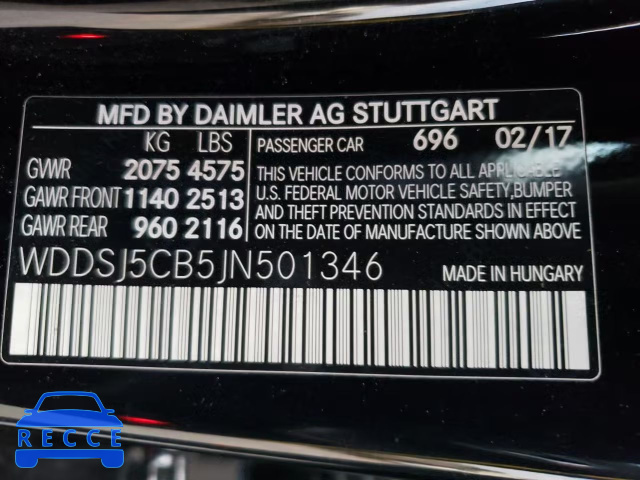 MFD BY DAIMLER AG STUTTGART
KG LBS
GVWR 2075 4575
GAWR FRONT 1140 2513
GAWR REAR 960 2116
PASSENGER CAR 696 02/17
THIS VEHICLE CONFORMS TO ALL APPLICABLE
U.S. FEDERAL MOTOR VEHICLE SAFETY, BUMPER
AND THEFT PREVENTION STANDARDS IN EFFECT
ON THE DATE OF MANUFACTURE SHOWN ABOVE.
WDDSJ5CB5JN501346 MADE IN HUNGARY
RECCE